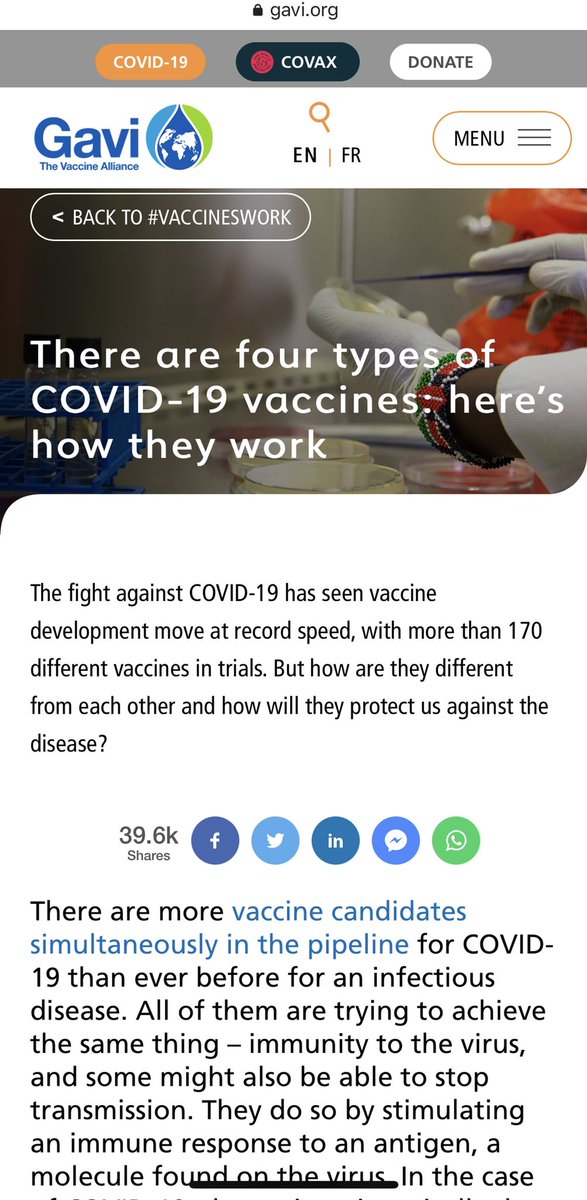 gavi.org
COVID-19
COVAX
DONATE
Gavi
The Vaccine Alliance
EN | FR
MENU
< BACK TO #VACCINESWORK
There are four types of
COVID-19 vaccines: here's
how they work
The fight against COVID-19 has seen vaccine
development move at record speed, with more than 170
different vaccines in trials. But how are they different
from each other and how will they protect us against the
disease?
39.6k
Shares
f
in
There are more vaccine candidates
simultaneously in the pipeline for COVID-
19 than ever before for an infectious
disease. All of them are trying to achieve
the same thing – immunity to the virus,
and some might also be able to stop
transmission. They do so by stimulating
an immune response to an antigen, a
molecule found on the virus. In the case